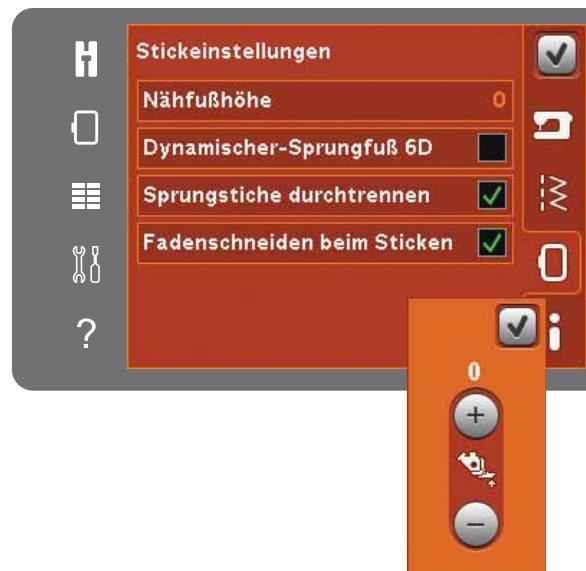 Stickeinstellungen
Nähfußhöhe 0
Dynamischer-Sprungfuß 6D
Sprungstiche durchtrennen
Fadenschneiden beim Sticken
?
0
+
−